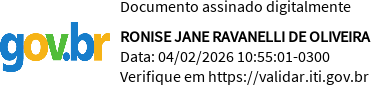 Documento assinado digitalmente
gov.br
RONISE JANE RAVANELLI DE OLIVEIRA
Data: 04/02/2026 10:55:01-0300
Verifique em https://validar.iti.gov.br